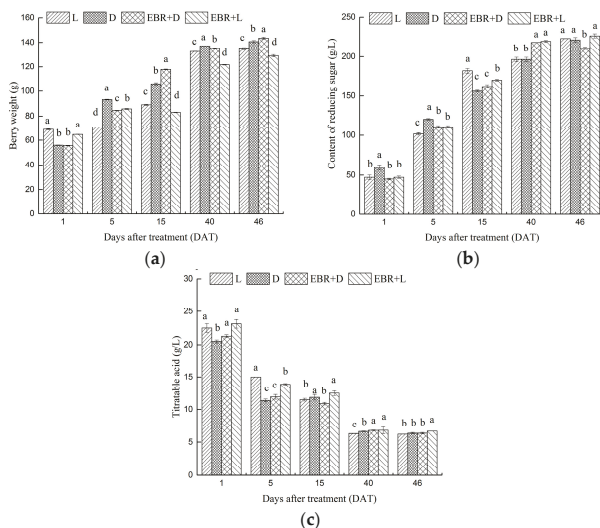 L D EBR+D EBR+L
160
140
120
100
80
60
40
20
0
Berry weight (g)
a b b a
d a c b
c b a d
c a b d
c b a d
1 5 15 40 46
Days after treatment (DAT)
(a)
L D EBR+D EBR+L
250
200
150
100
50
0
Content of reducing sugar (g/L)
b a b b
c a b b
a c c b
b b a a
a a b a
1 5 15 40 46
Days after treatment (DAT)
(b)
L D EBR+D EBR+L
30
25
20
15
10
5
0
Titratable acid (g/L)
a b a a
a c c b
b a b a
c b a a
b b b a
1 5 15 40 46
Days after treatment (DAT)
(c)